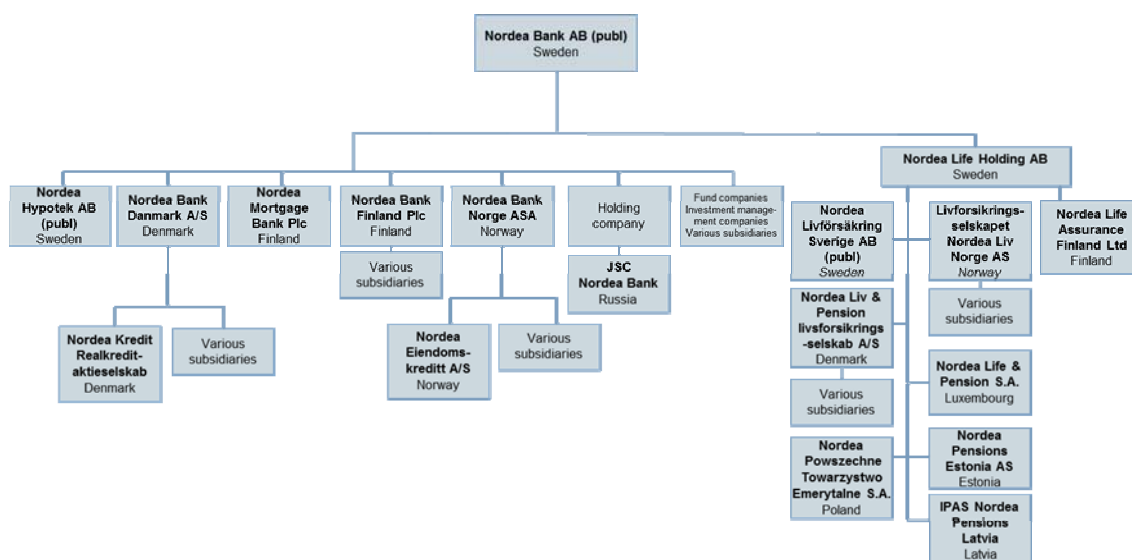 Nordea Bank AB (publ)
Sweden
Nordea Life Holding AB
Sweden
Nordea
Hypotek AB
(publ)
Sweden
Nordea Bank
Danmark A/S
Denmark
Nordea
Mortgage
Bank Plc
Finland
Nordea Bank
Finland Plc
Finland
Nordea Bank
Norge ASA
Norway
Holding
company
Fund companies
Investment manage-
ment companies
Various subsidiaries
Various
subsidiaries
JSC
Nordea Bank
Russia
Nordea Kredit
Realkredit-
aktieselskab
Denmark
Various
subsidiaries
Nordea
Eiendoms-
kreditt A/S
Norway
Various
subsidiaries
Nordea
Livförsäkring
Sverige AB
(publ)
Sweden
Livforsikrings-
selskapet
Nordea Liv
Norge AS
Norway
Nordea Life
Assurance
Finland Ltd
Finland
Nordea Liv &
Pension
livsforsikrings
-selskab A/S
Denmark
Various
subsidiaries
Various
subsidiaries
Nordea Life &
Pension S.A.
Luxembourg
Nordea
Powszechne
Towarzystwo
Emerytalne S.A.
Poland
Nordea
Pensions
Estonia AS
Estonia
IPAS Nordea
Pensions
Latvia
Latvia